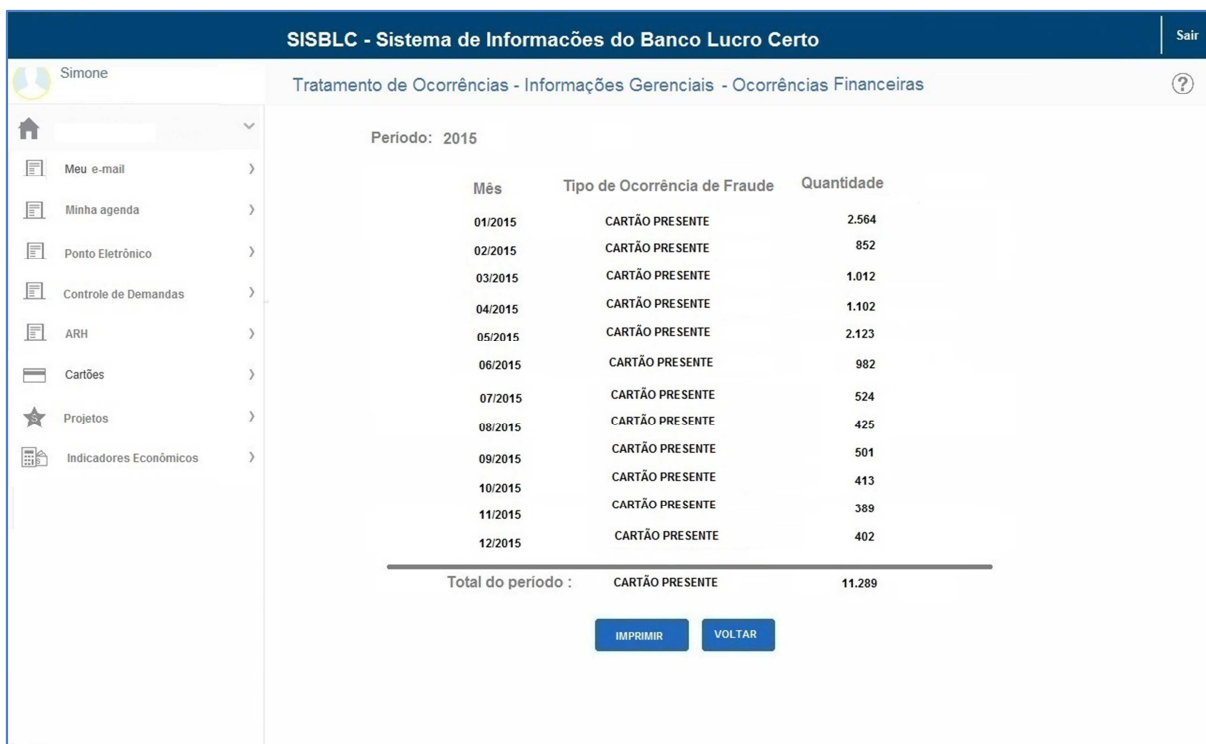 SISBLC - Sistema de Informacões do Banco Lucro Certo
Sair
Simone
Tratamento de Ocorrências - Informações Gerenciais - Ocorrências Financeiras
?
Meu e-mail
Minha agenda
Ponto Eletrônico
Controle de Demandas
ARH
Cartões
Projetos
Indicadores Econômicos
Período: 2015
Mês Tipo de Ocorrência de Fraude Quantidade
01/2015 CARTÃO PRESENTE 2.564
02/2015 CARTÃO PRESENTE 852
03/2015 CARTÃO PRESENTE 1.012
04/2015 CARTÃO PRESENTE 1.102
05/2015 CARTÃO PRESENTE 2.123
06/2015 CARTÃO PRESENTE 982
07/2015 CARTÃO PRESENTE 524
08/2015 CARTÃO PRESENTE 425
09/2015 CARTÃO PRESENTE 501
10/2015 CARTÃO PRESENTE 413
11/2015 CARTÃO PRESENTE 389
12/2015 CARTÃO PRESENTE 402
Total do período : CARTÃO PRESENTE 11.289
IMPRIMIR VOLTAR